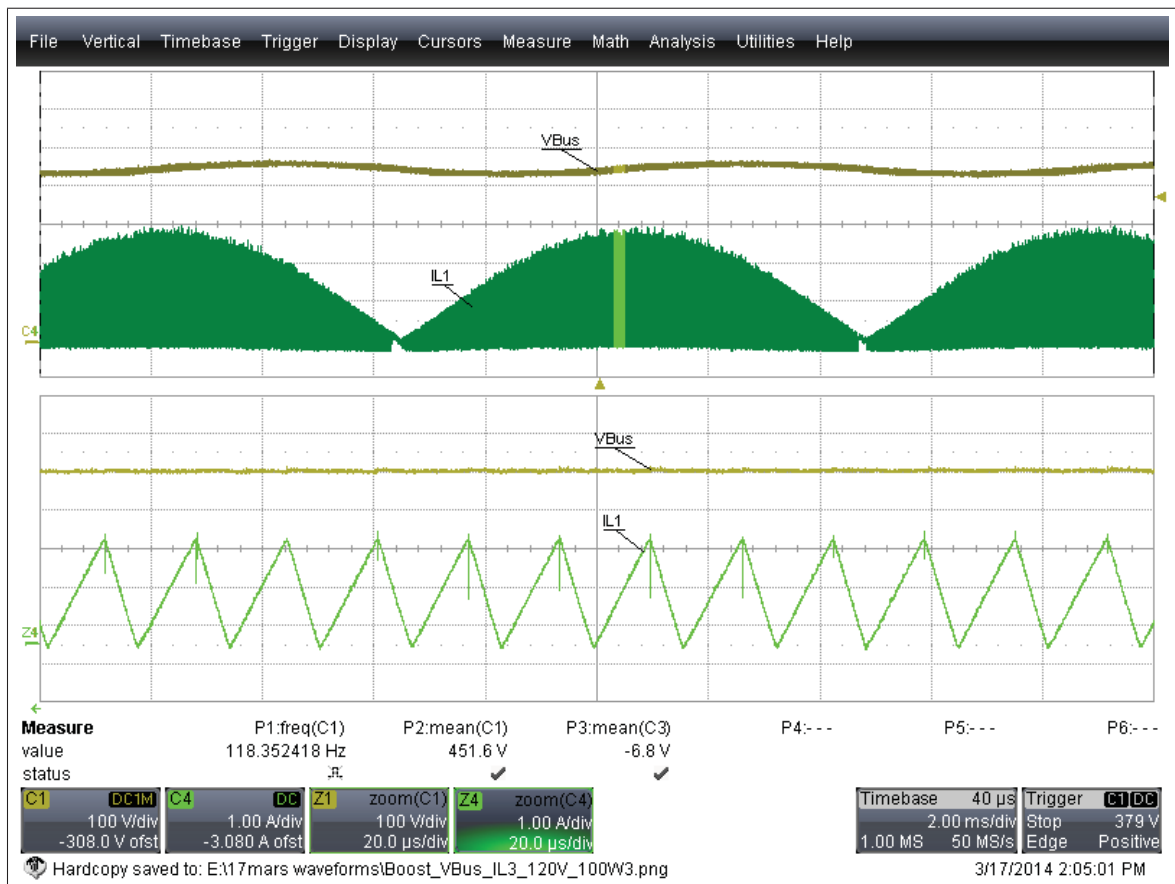 File Vertical Timebase Trigger Display Cursors Measure Math Analysis Utilities Help
VBus
IL1
C4
VBus
IL1
Z4
Measure P1:freq(C1) P2:mean(C1) P3:mean(C3) P4:- - - P5:- - - P6:- - -
value 118.352418 Hz 451.6 V -6.8 V
status
C1 DC1M C4 DC Z1 zoom(C1) Z4 zoom(C4) Timebase 40 µs Trigger C1 DC
100 V/div 1.00 A/div 100 V/div 1.00 A/div 2.00 ms/div Stop 379 V
-308.0 V ofst -3.080 A ofst 20.0 µs/div 20.0 µs/div 1.00 MS 50 MS/s Edge Positive
Hardcopy saved to: E:\17mars waveforms\Boost_VBus_IL3_120V_100W3.png 3/17/2014 2:05:01 PM